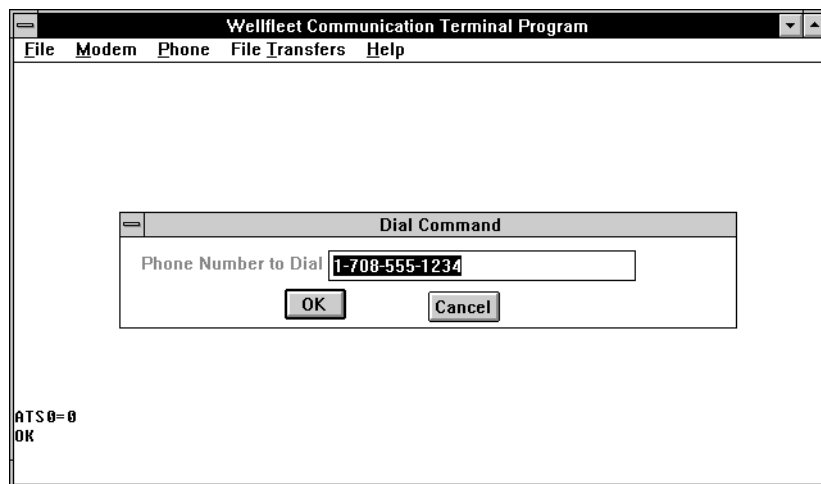 Wellfleet Communication Terminal Program
File Modem Phone File Transfers Help
Dial Command
Phone Number to Dial 1-708-555-1234
OK Cancel
ATS0=0
OK